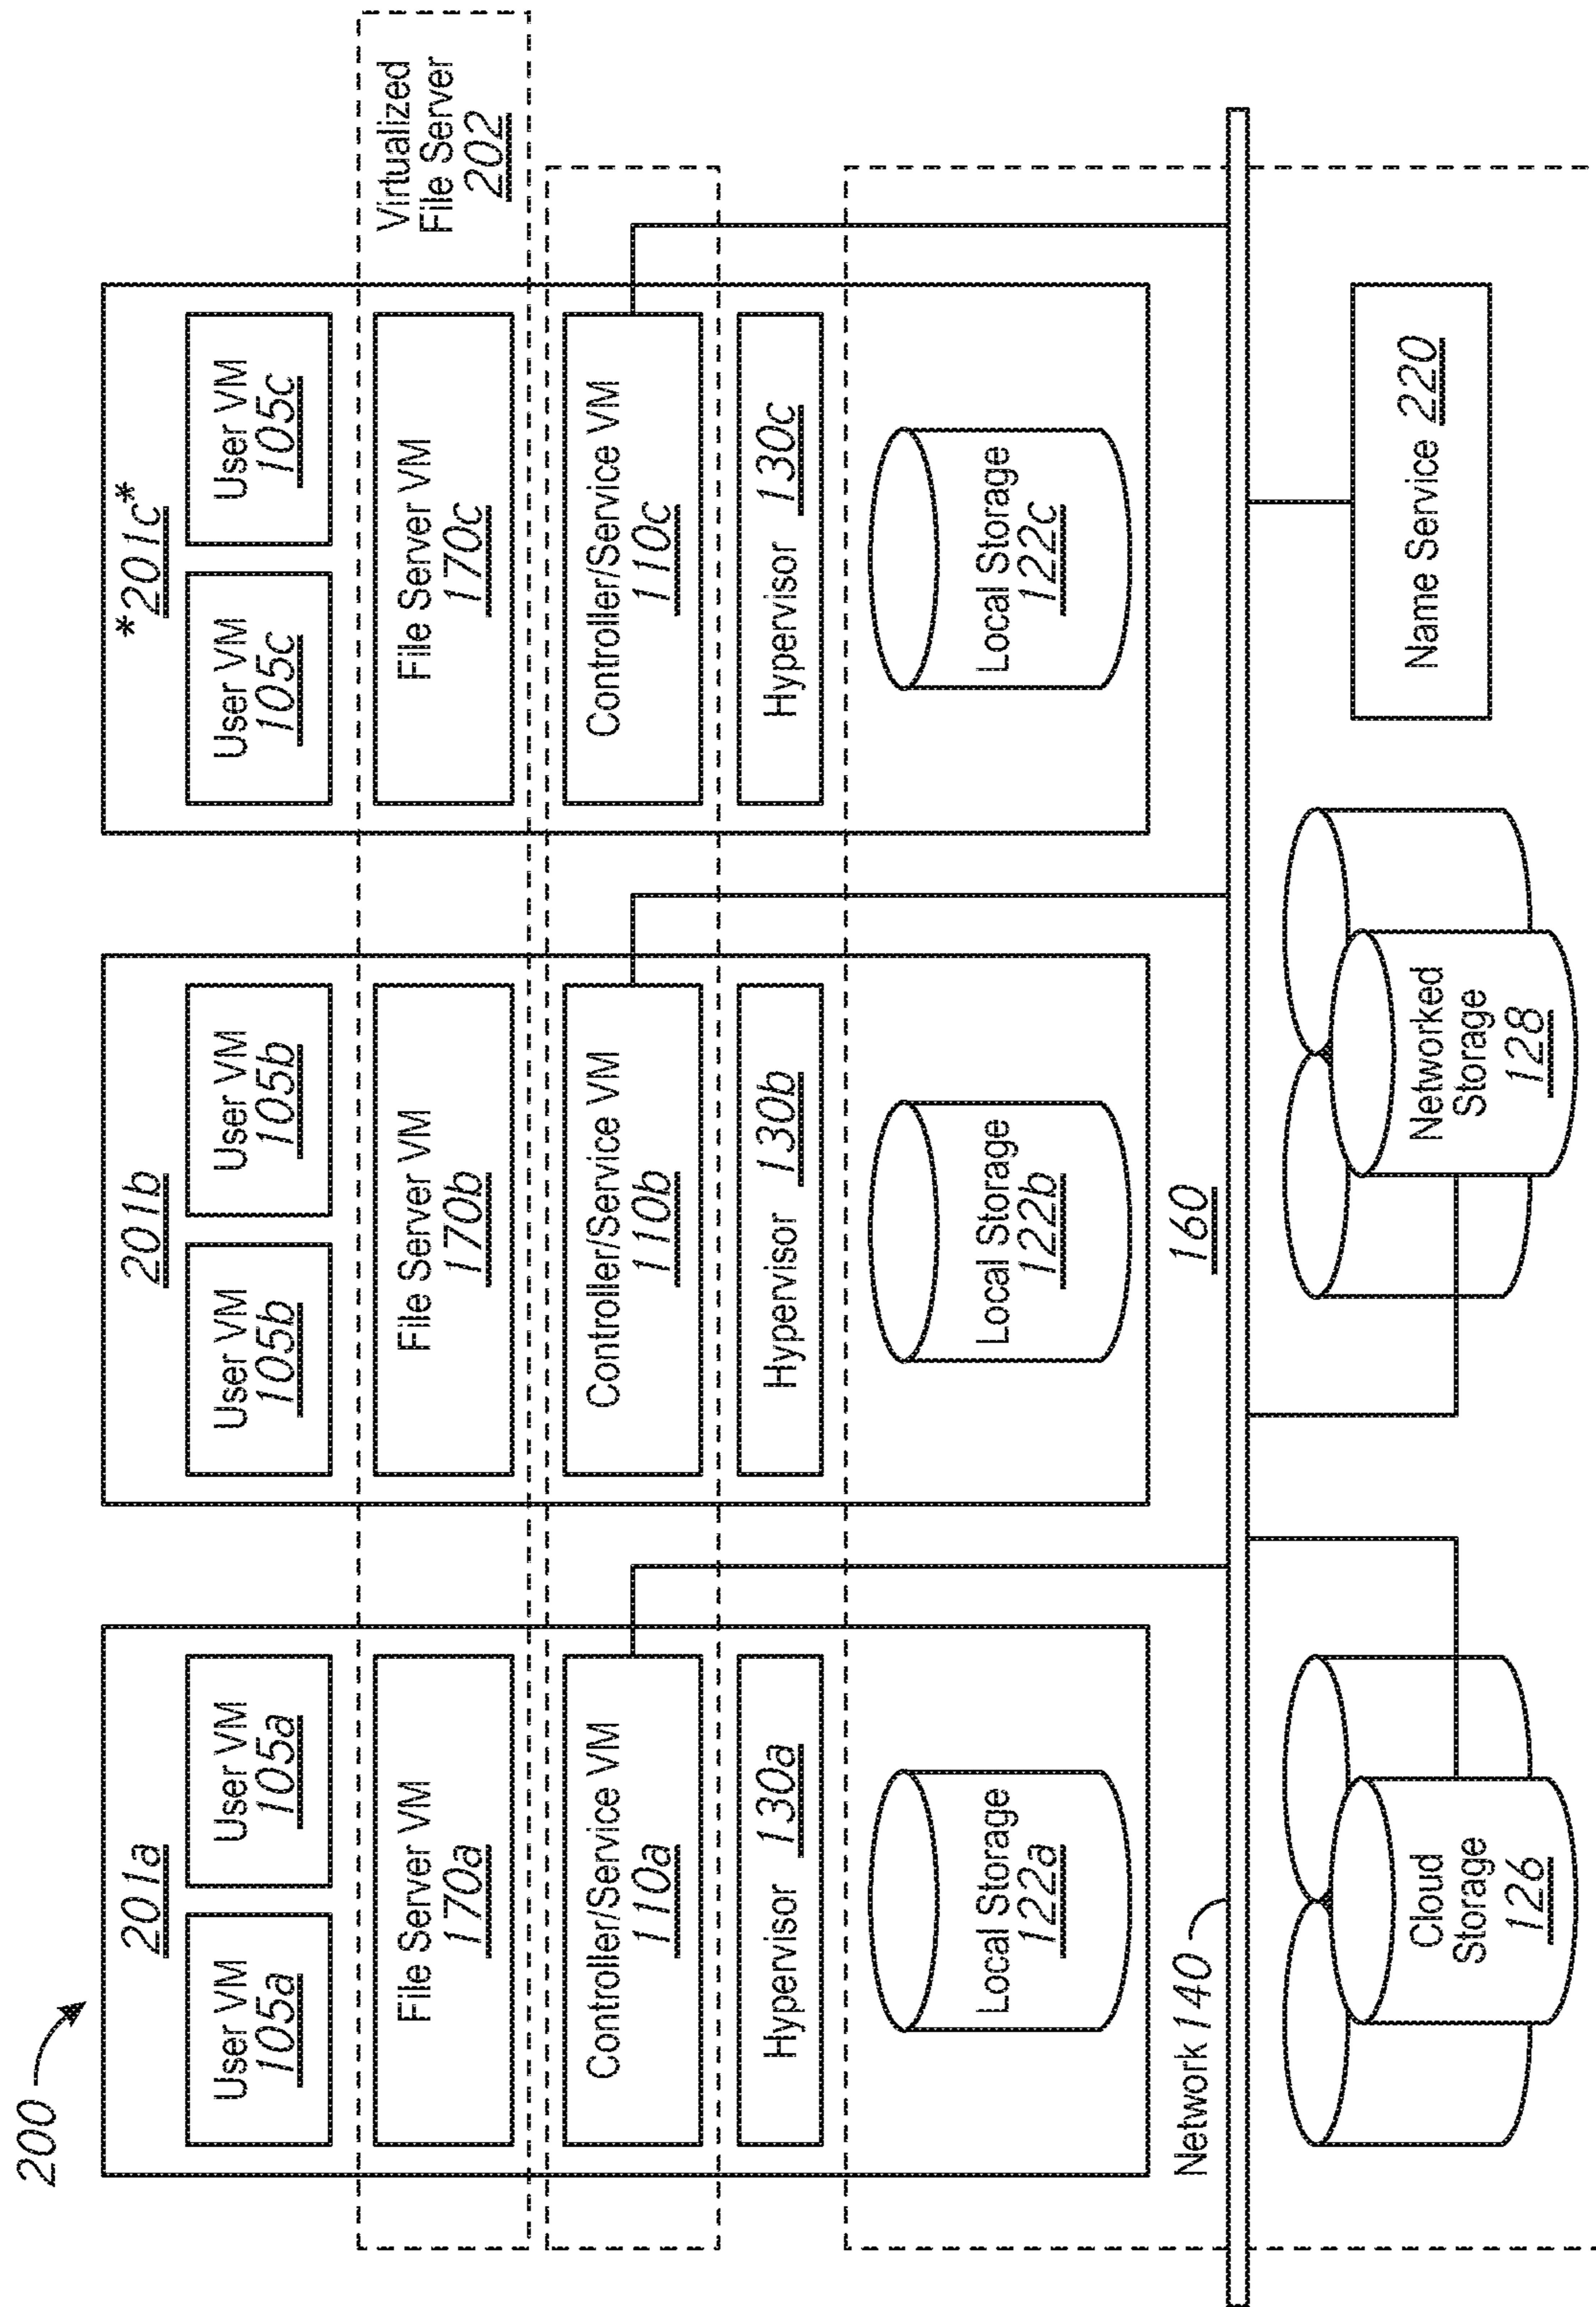 200
201a
User VM
105a
User VM
105a
File Server VM
170a
Controller/Service VM
110a
Hypervisor 130a
Local Storage
122a
201b
User VM
105b
User VM
105b
File Server VM
170b
Controller/Service VM
110b
Hypervisor 130b
Local Storage
122b
*201c*
User VM
105c
User VM
105c
File Server VM
170c
Controller/Service VM
110c
Hypervisor 130c
Local Storage
122c
Virtualized
File Server
202
Network 140
160
Cloud
Storage
126
Networked
Storage
128
Name Service 220